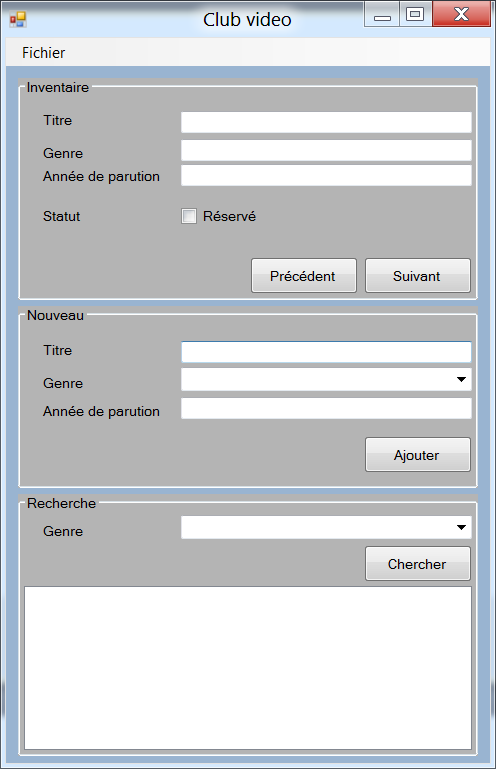 Club video
Fichier
Inventaire
Titre
Genre
Année de parution
Statut
Réservé
Précédent Suivant
Nouveau
Titre
Genre
Année de parution
Ajouter
Recherche
Genre
Chercher